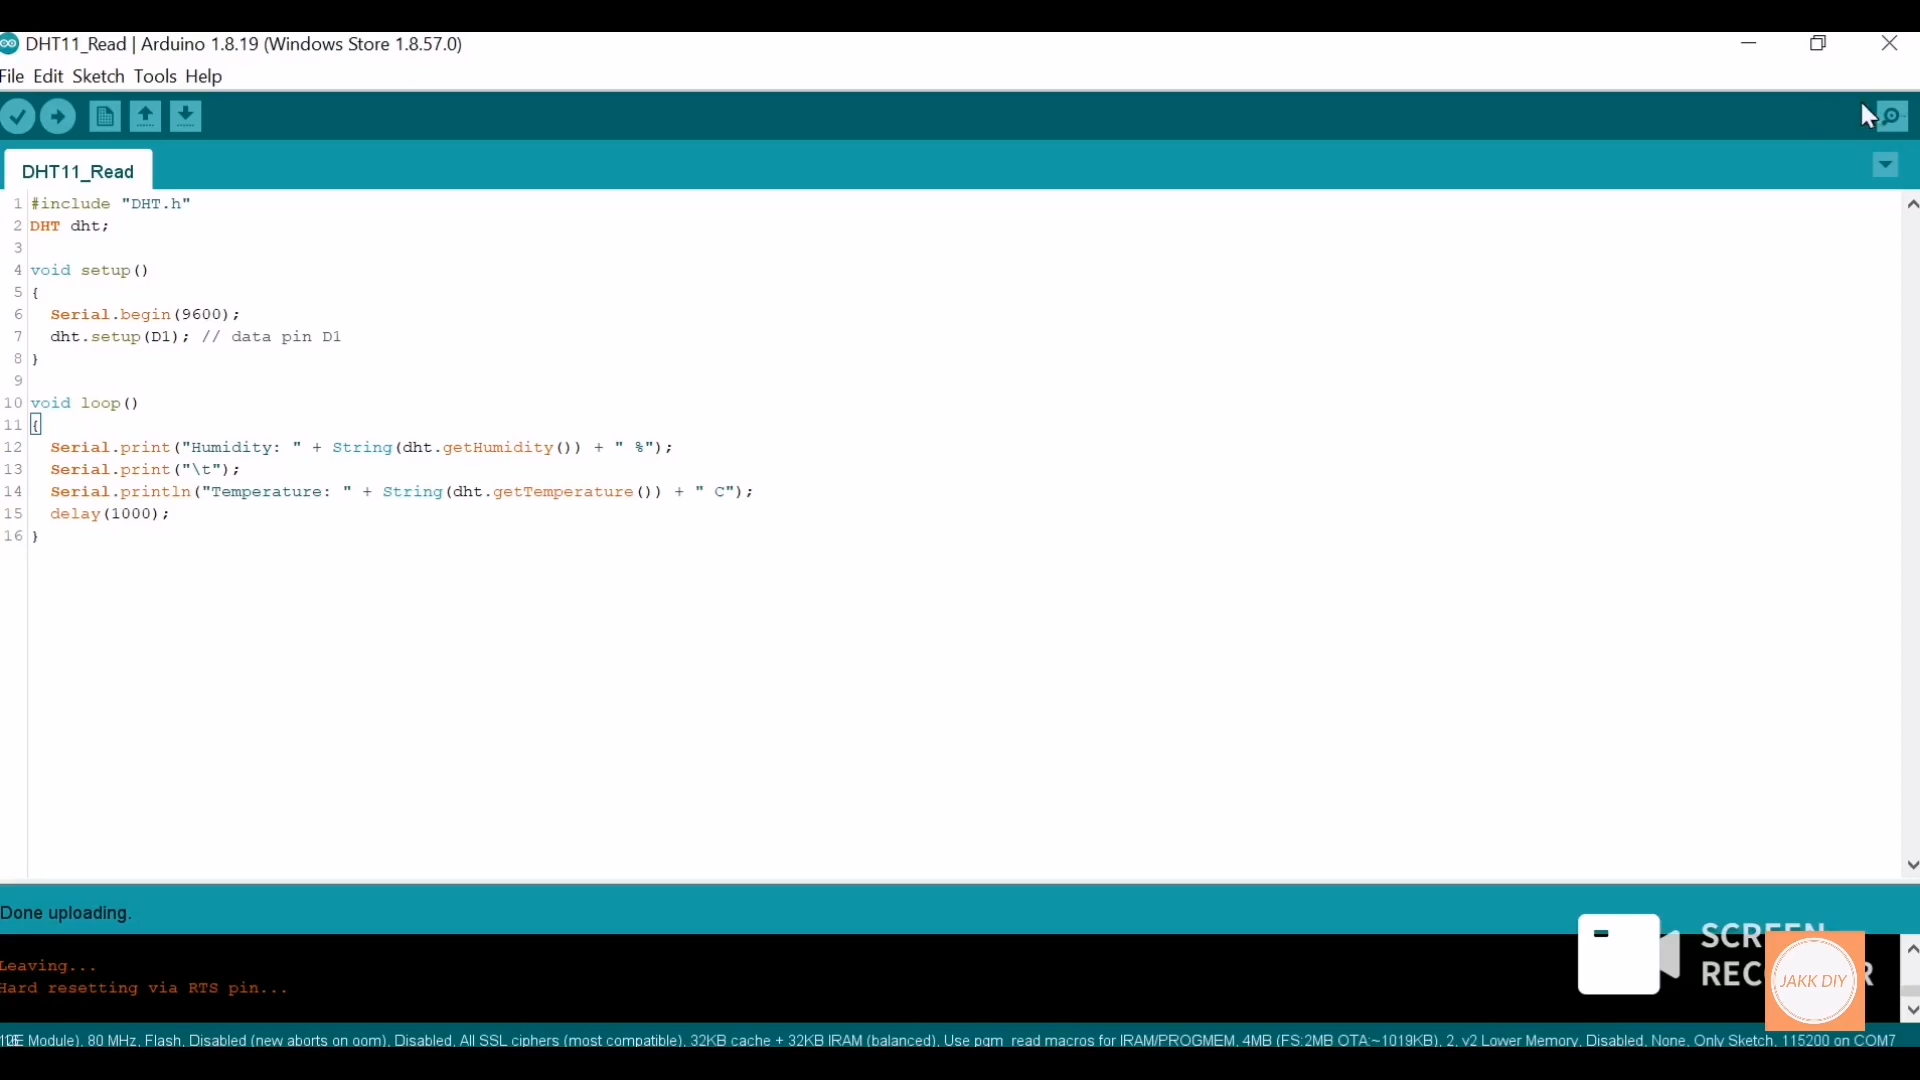 DHT11_Read | Arduino 1.8.19 (Windows Store 1.8.57.0)
File Edit Sketch Tools Help
DHT11_Read
1 #include "DHT.h"
2 DHT dht;
3
4 void setup()
5 {
6   Serial.begin(9600);
7   dht.setup(D1); // data pin D1
8 }
9
10 void loop()
11 {
12   Serial.print("Humidity: " + String(dht.getHumidity()) + " %");
13   Serial.print("\t");
14   Serial.println("Temperature: " + String(dht.getTemperature()) + " C");
15   delay(1000);
16 }
Done uploading.
Leaving...
Hard resetting via RTS pin...
SCREEN
JAKK DIY
Module), 80 MHz, Flash, Disabled (new aborts on oom), Disabled, All SSL ciphers (most compatible), 32KB cache + 32KB IRAM (balanced), Use pgm_read macros for IRAM/PROGMEM, 4MB (FS:2MB OTA:~1019KB), 2, v2 Lower Memory, Disabled, None, Only Sketch, 115200 on COM7